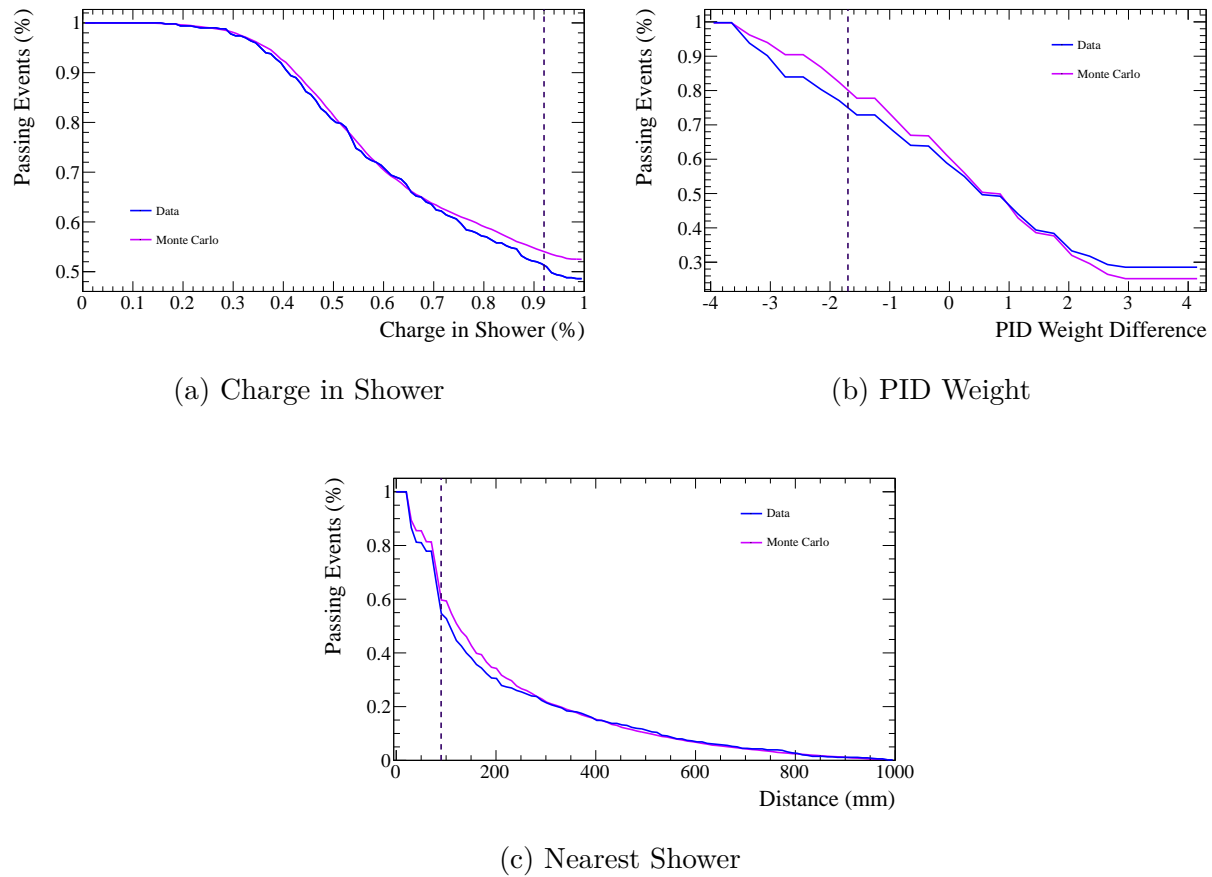 Passing Events (%)
1
0.9
0.8
0.7
0.6
0.5
Data
Monte Carlo
0 0.1 0.2 0.3 0.4 0.5 0.6 0.7 0.8 0.9 1
Charge in Shower (%)
(a) Charge in Shower
Passing Events (%)
1
0.9
0.8
0.7
0.6
0.5
0.4
0.3
Data
Monte Carlo
-4 -3 -2 -1 0 1 2 3 4
PID Weight Difference
(b) PID Weight
Passing Events (%)
1
0.8
0.6
0.4
0.2
0
Data
Monte Carlo
0 200 400 600 800 1000
Distance (mm)
(c) Nearest Shower